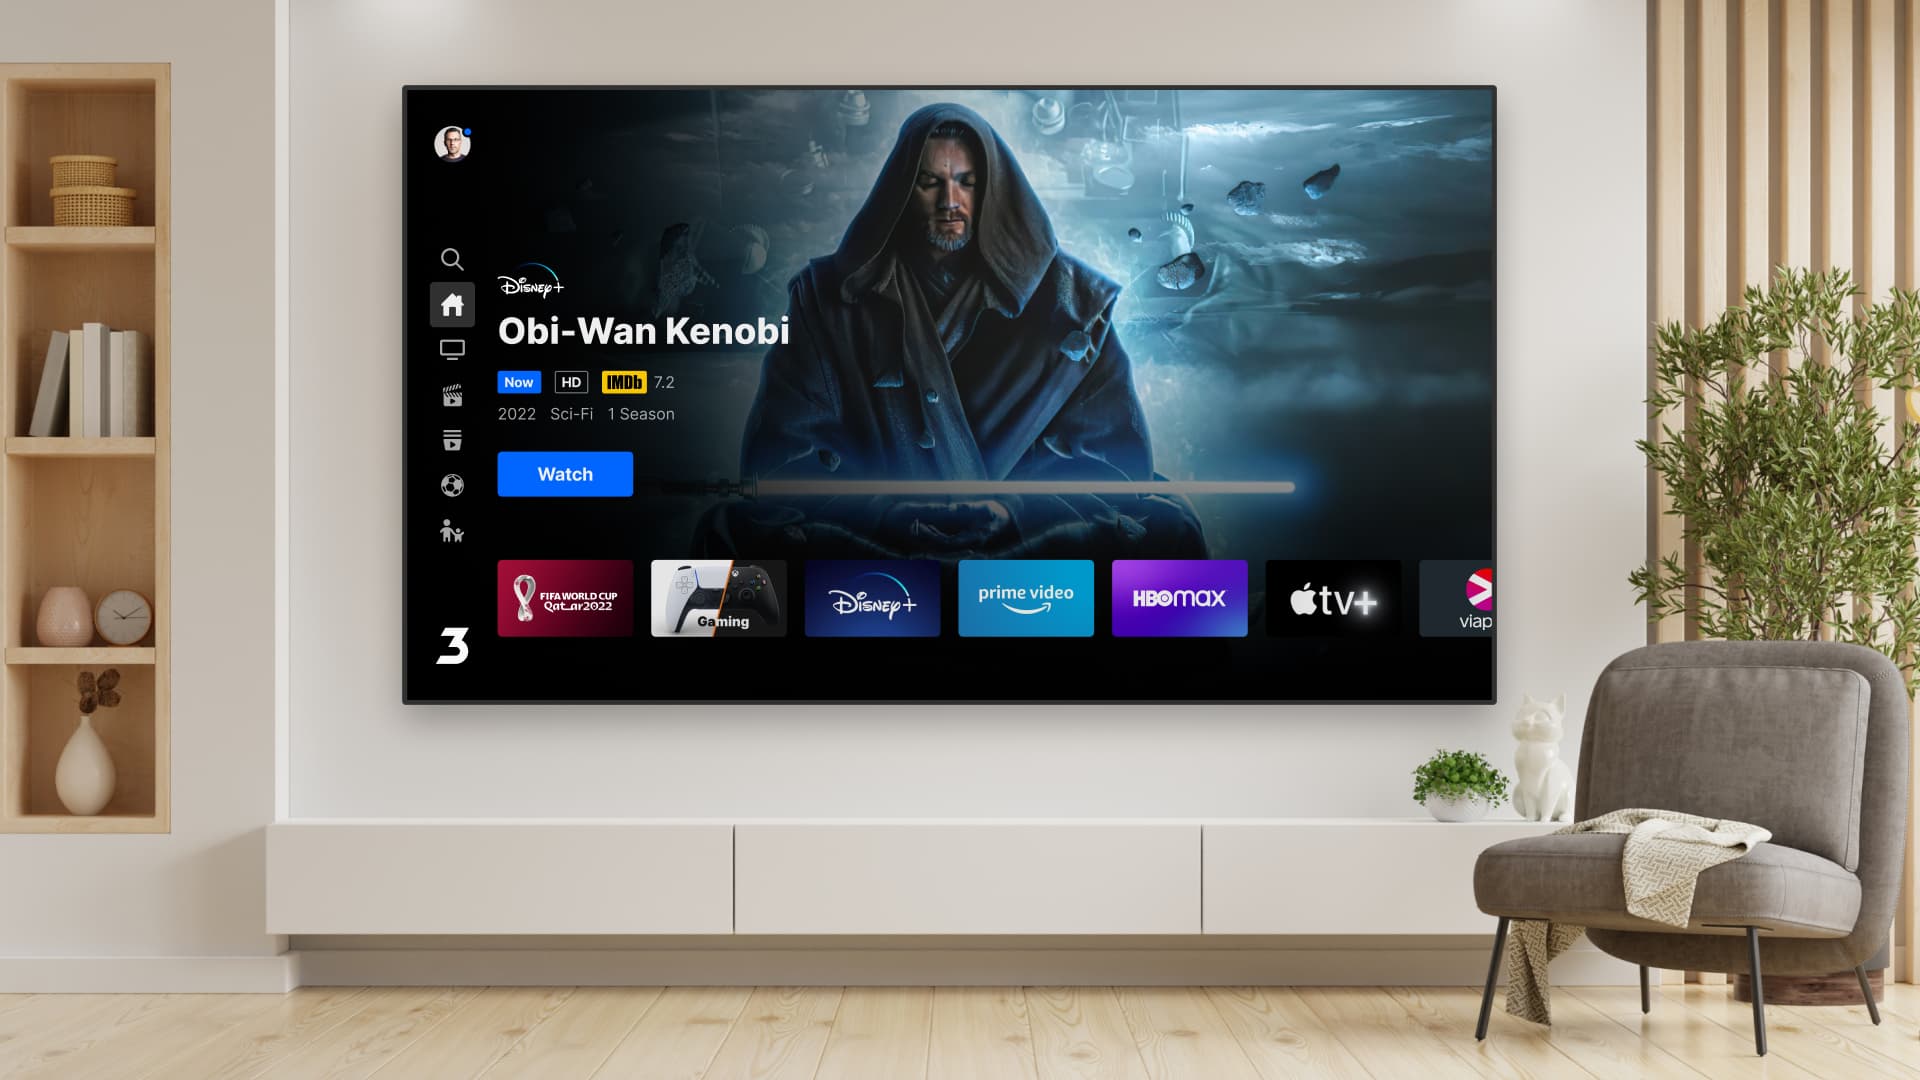 Disney+
Obi-Wan Kenobi
Now HD IMDb 7.2
2022 Sci-Fi 1 Season
Watch
FIFA WORLD CUP
Qatar2022
Gaming
Disney+
prime video
HBOmax
tv+
viap
3